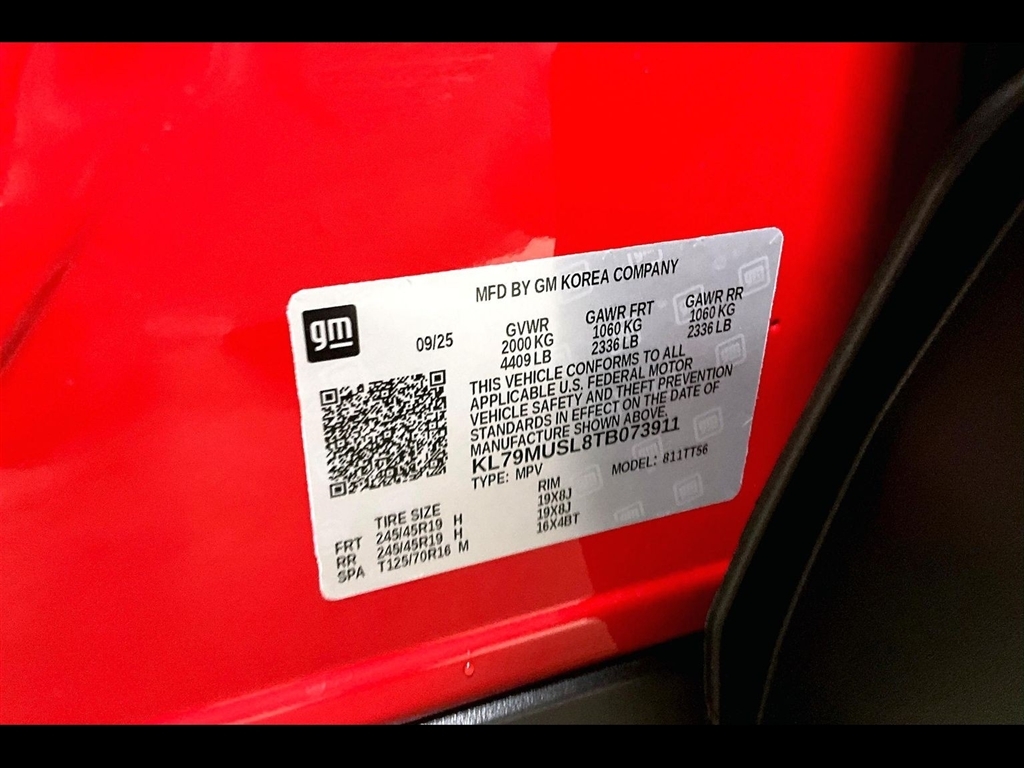 MFD BY GM KOREA COMPANY
gm
09/25
GVWR GAWR FRT GAWR RR
2000 KG 1060 KG 1060 KG
4409 LB 2336 LB 2336 LB
THIS VEHICLE CONFORMS TO ALL
APPLICABLE U.S. FEDERAL MOTOR
VEHICLE SAFETY AND THEFT PREVENTION
STANDARDS IN EFFECT ON THE DATE OF
MANUFACTURE SHOWN ABOVE.
KL79MUSL8TB073911
TYPE: MPV MODEL: 811TT56
TIRE SIZE RIM
FRT 245/45R19 H 19X8J
RR 245/45R19 H 19X8J
SPA T125/70R16 M 16X4BT